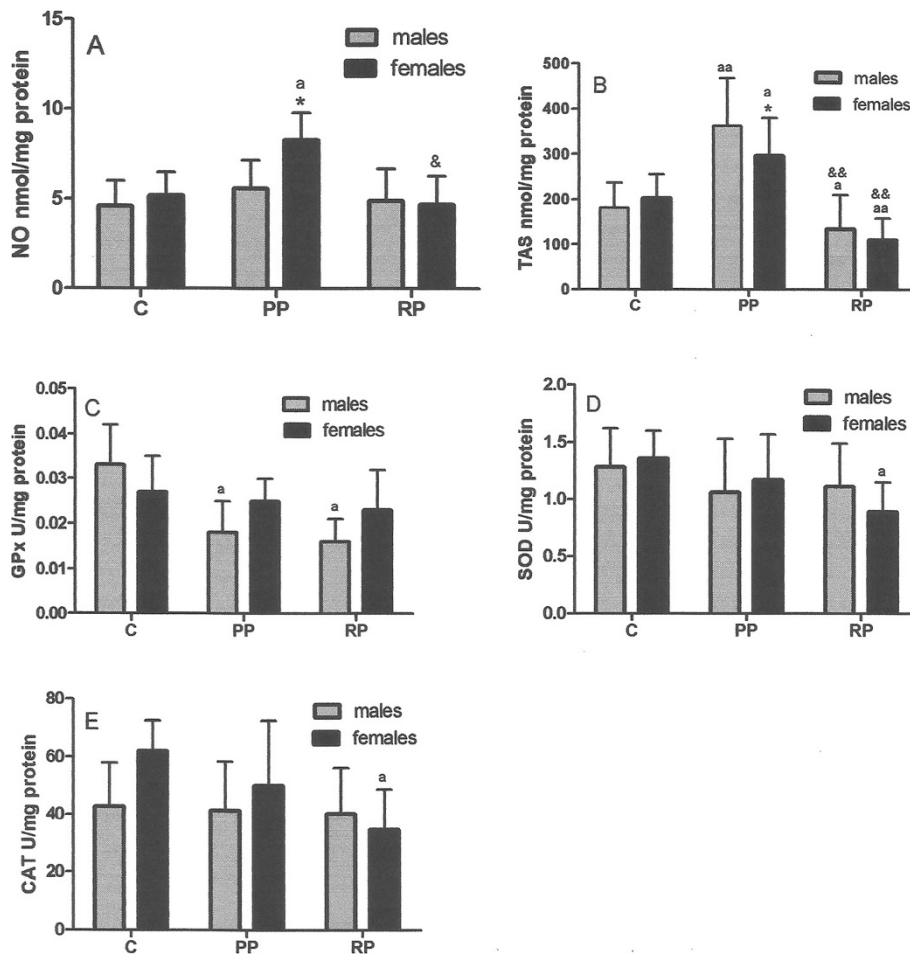 A
males
females
NO nmol/mg protein
15
10
5
0
a
*
&
C
PP
RP
B
males
females
TAS nmol/mg protein
500
400
300
200
100
0
aa
a
*
&&
a
&&
aa
C
PP
RP
C
males
females
GPx U/mg protein
0.05
0.04
0.03
0.02
0.01
0.00
a
a
C
PP
RP
D
males
females
SOD U/mg protein
2.0
1.5
1.0
0.5
0.0
a
C
PP
RP
E
males
females
CAT U/mg protein
80
60
40
20
0
a
C
PP
RP